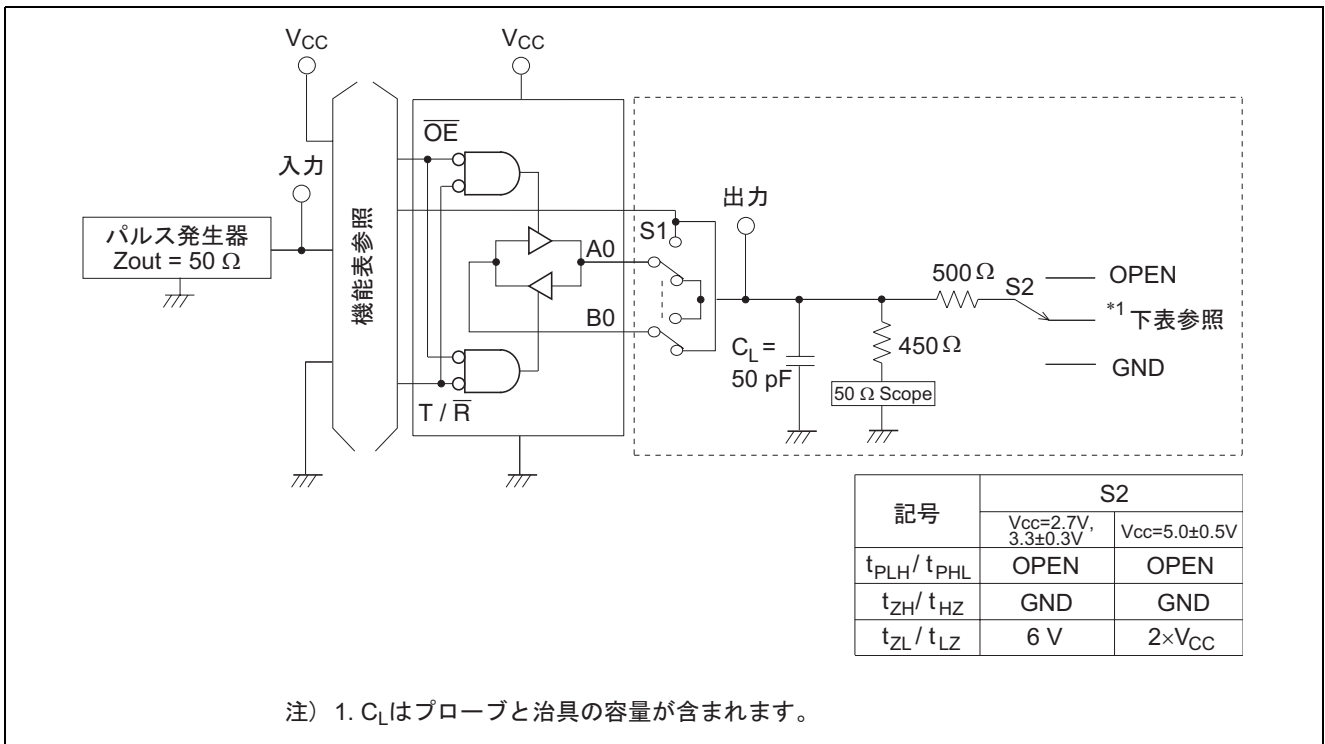 VCC
VCC
入力
パルス発生器
Zout = 50 Ω
機能表参照
OE
T / R
A0
B0
S1
出力
CL =
50 pF
500 Ω
450 Ω
50 Ω Scope
S2
OPEN
*1 下表参照
GND
記号 S2
Vcc=2.7V, 3.3±0.3V Vcc=5.0±0.5V
tPLH / tPHL OPEN OPEN
tZH / tHZ GND GND
tZL / tLZ 6 V 2×VCC
注） 1. CLはプローブと治具の容量が含まれます。